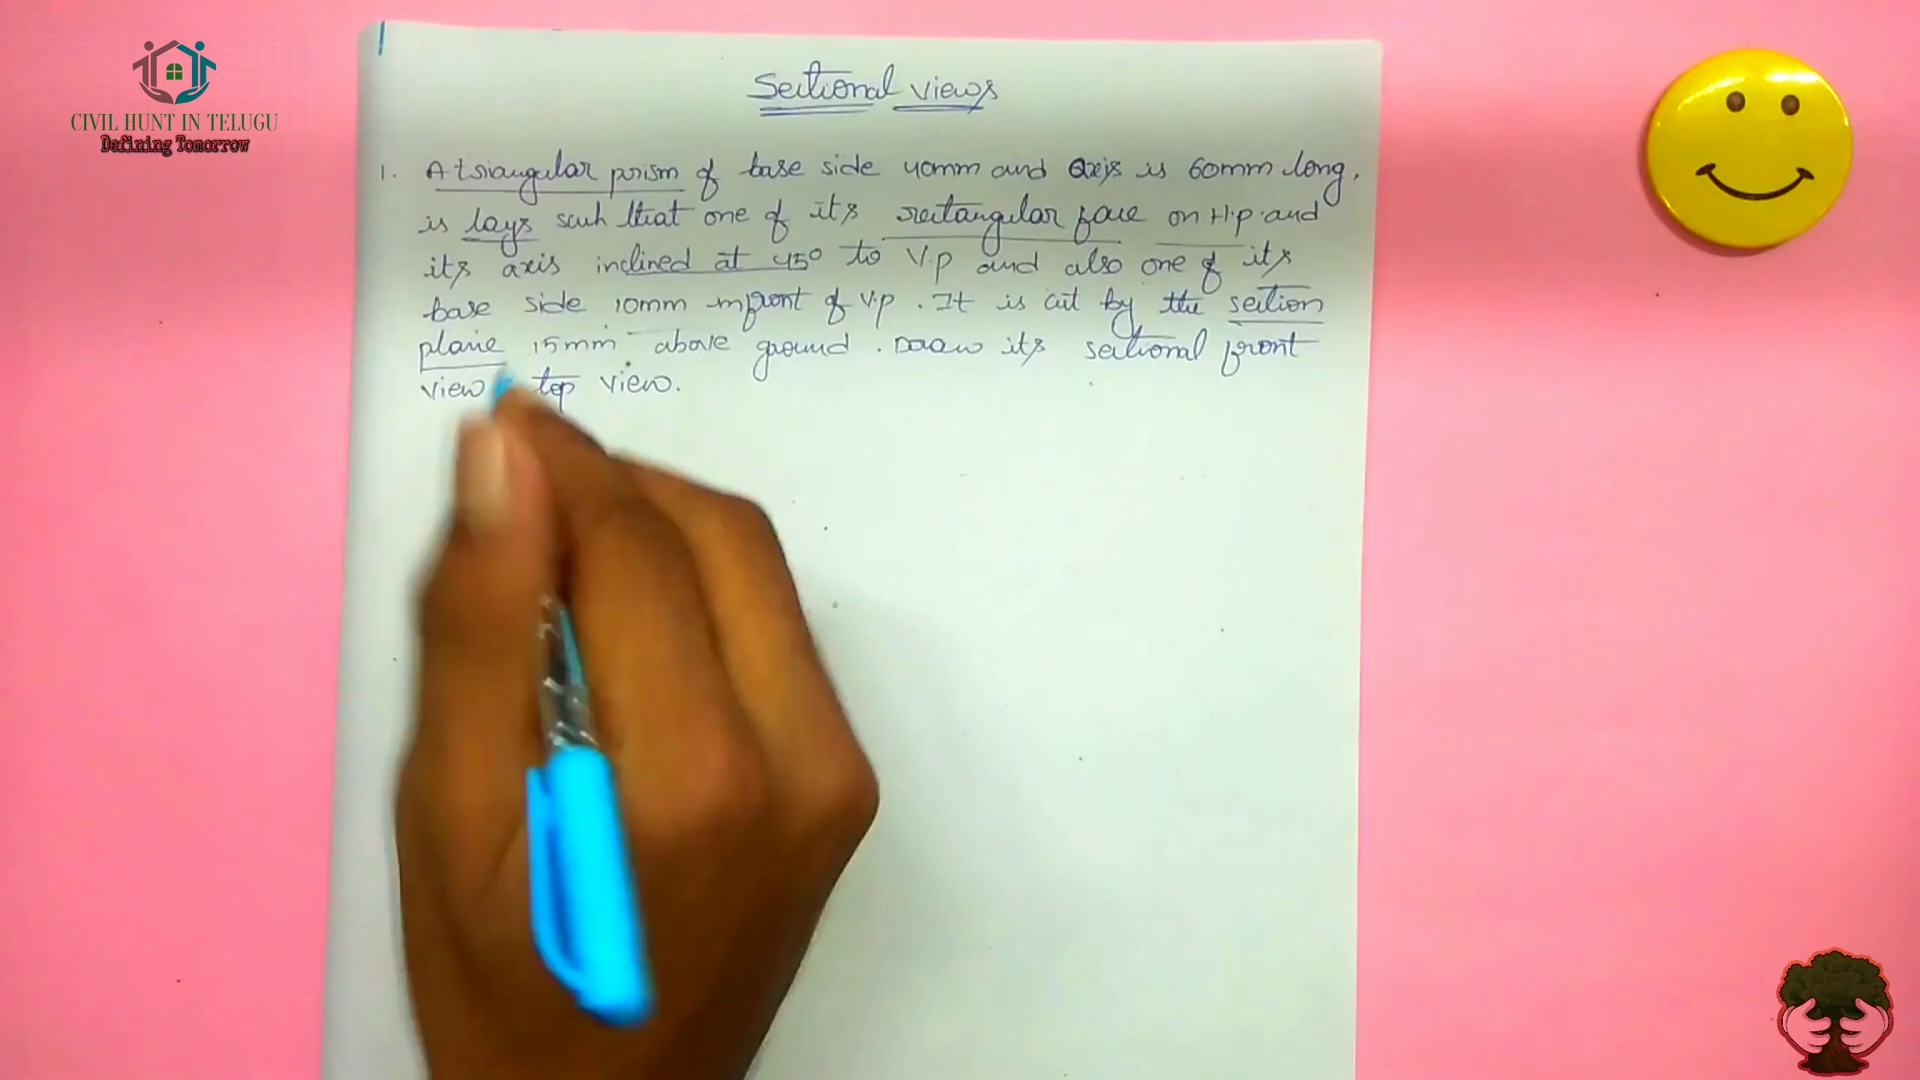 CIVIL HUNT IN TELUGU
Defining Tomorrow
Sectional views
1. A triangular prism of base side 40mm and axis is 60mm long,
is lays such that one of its rectangular face on H.p and
its axis inclined at 45° to V.p and also one of its
base side 10mm infront of V.p. It is cut by the section
plane 15mm above ground. Draw its sectional front
view top view.